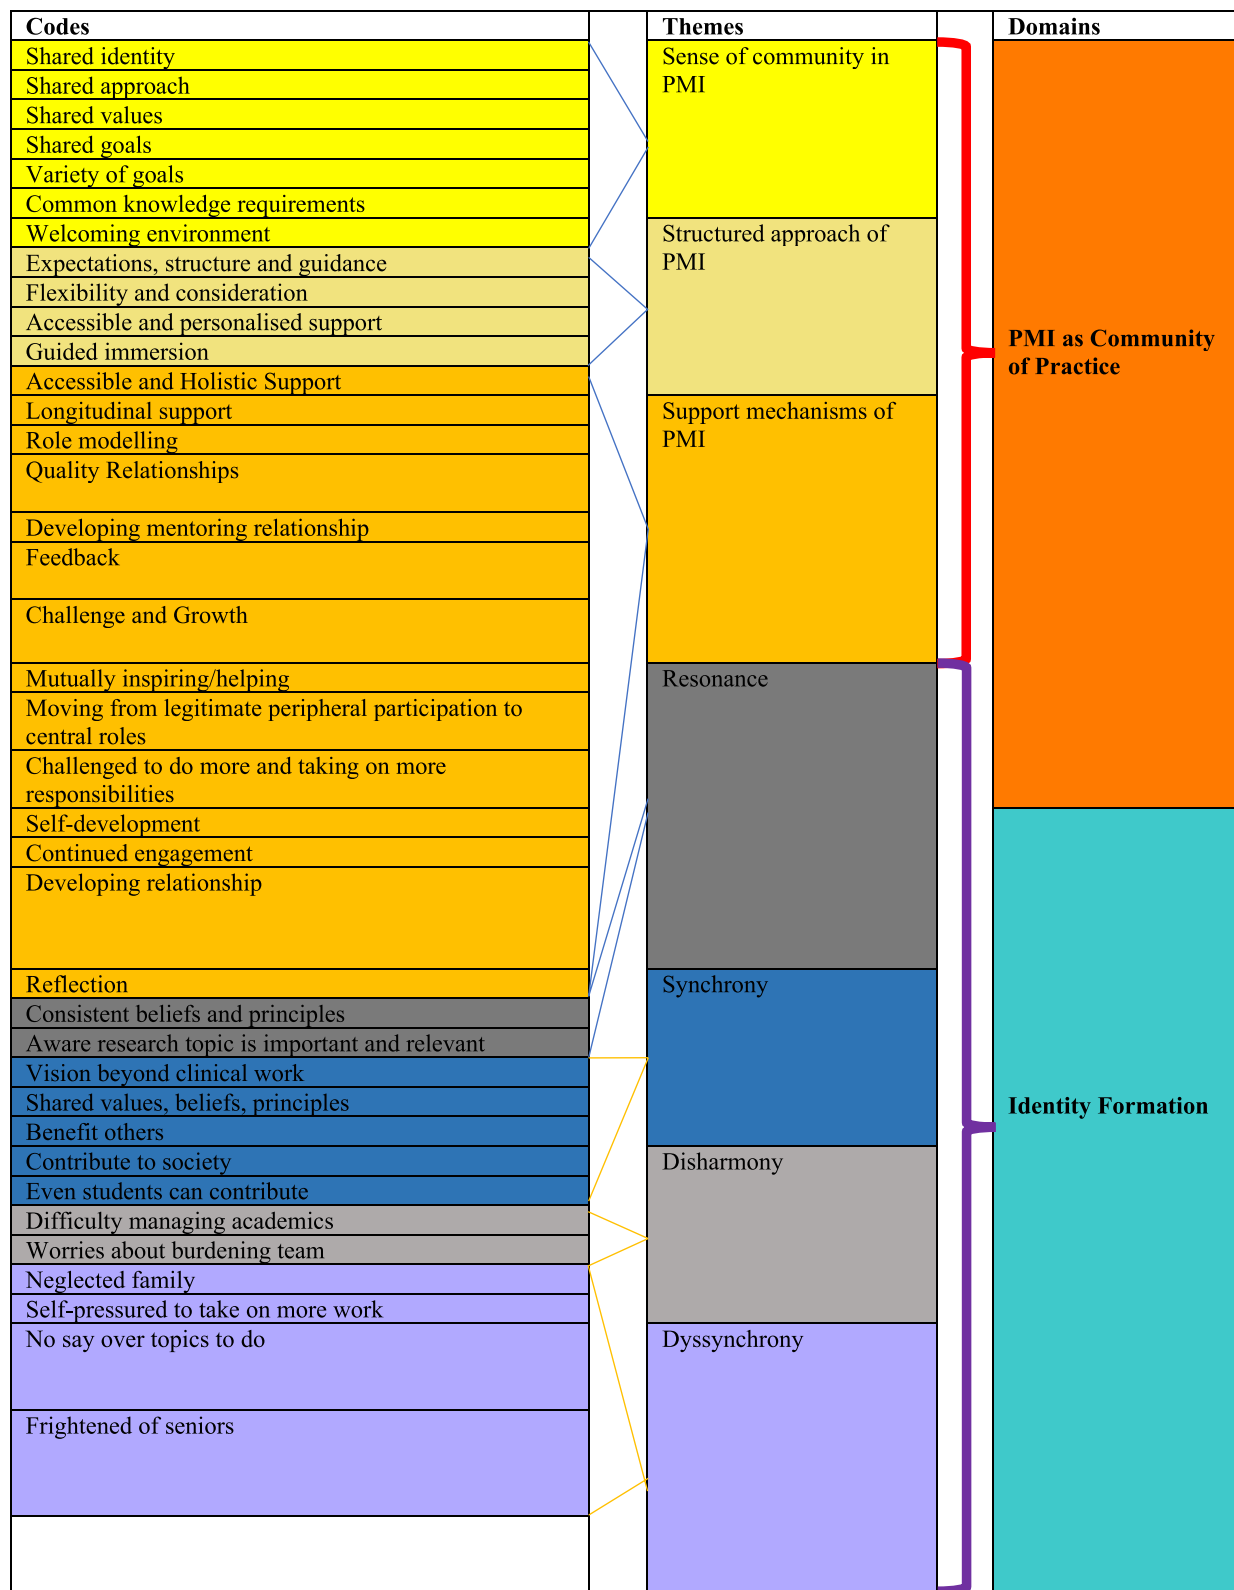 Codes
Shared identity
Shared approach
Shared values
Shared goals
Variety of goals
Common knowledge requirements
Welcoming environment
Expectations, structure and guidance
Flexibility and consideration
Accessible and personalised support
Guided immersion
Accessible and Holistic Support
Longitudinal support
Role modelling
Quality Relationships
Developing mentoring relationship
Feedback
Challenge and Growth
Mutually inspiring/helping
Moving from legitimate peripheral participation to
central roles
Challenged to do more and taking on more
responsibilities
Self-development
Continued engagement
Developing relationship
Reflection
Consistent beliefs and principles
Aware research topic is important and relevant
Vision beyond clinical work
Shared values, beliefs, principles
Benefit others
Contribute to society
Even students can contribute
Difficulty managing academics
Worries about burdening team
Neglected family
Self-pressured to take on more work
No say over topics to do
Frightened of seniors
Themes
Sense of community in
PMI
Structured approach of
PMI
Support mechanisms of
PMI
Resonance
Synchrony
Disharmony
Dyssynchrony
Domains
PMI as Community
of Practice
Identity Formation